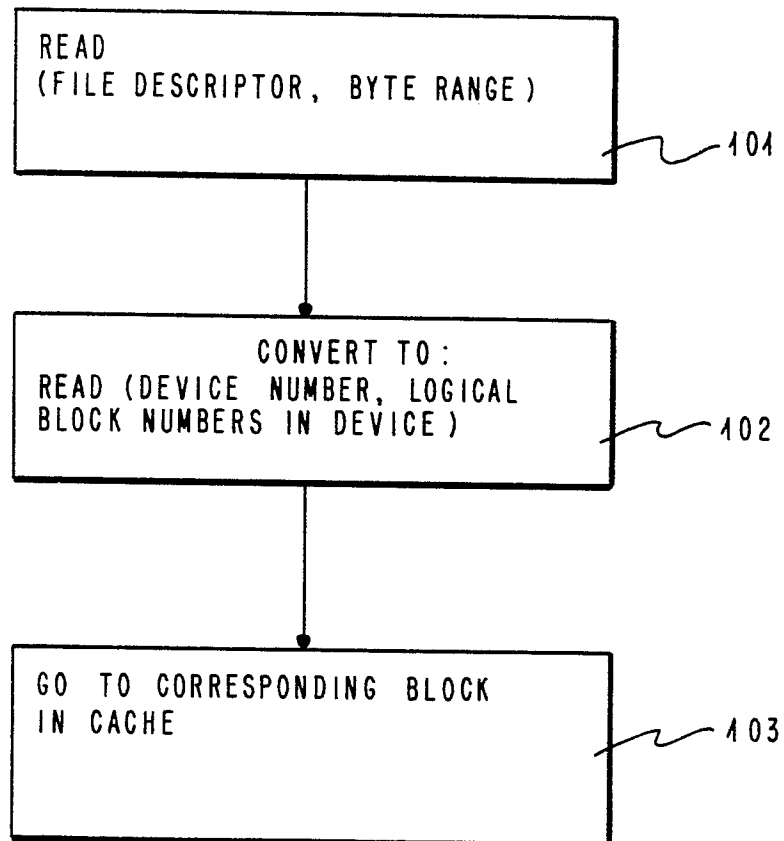 READ
(FILE DESCRIPTOR, BYTE RANGE)
101
CONVERT TO:
READ (DEVICE NUMBER, LOGICAL
BLOCK NUMBERS IN DEVICE)
102
GO TO CORRESPONDING BLOCK
IN CACHE
103